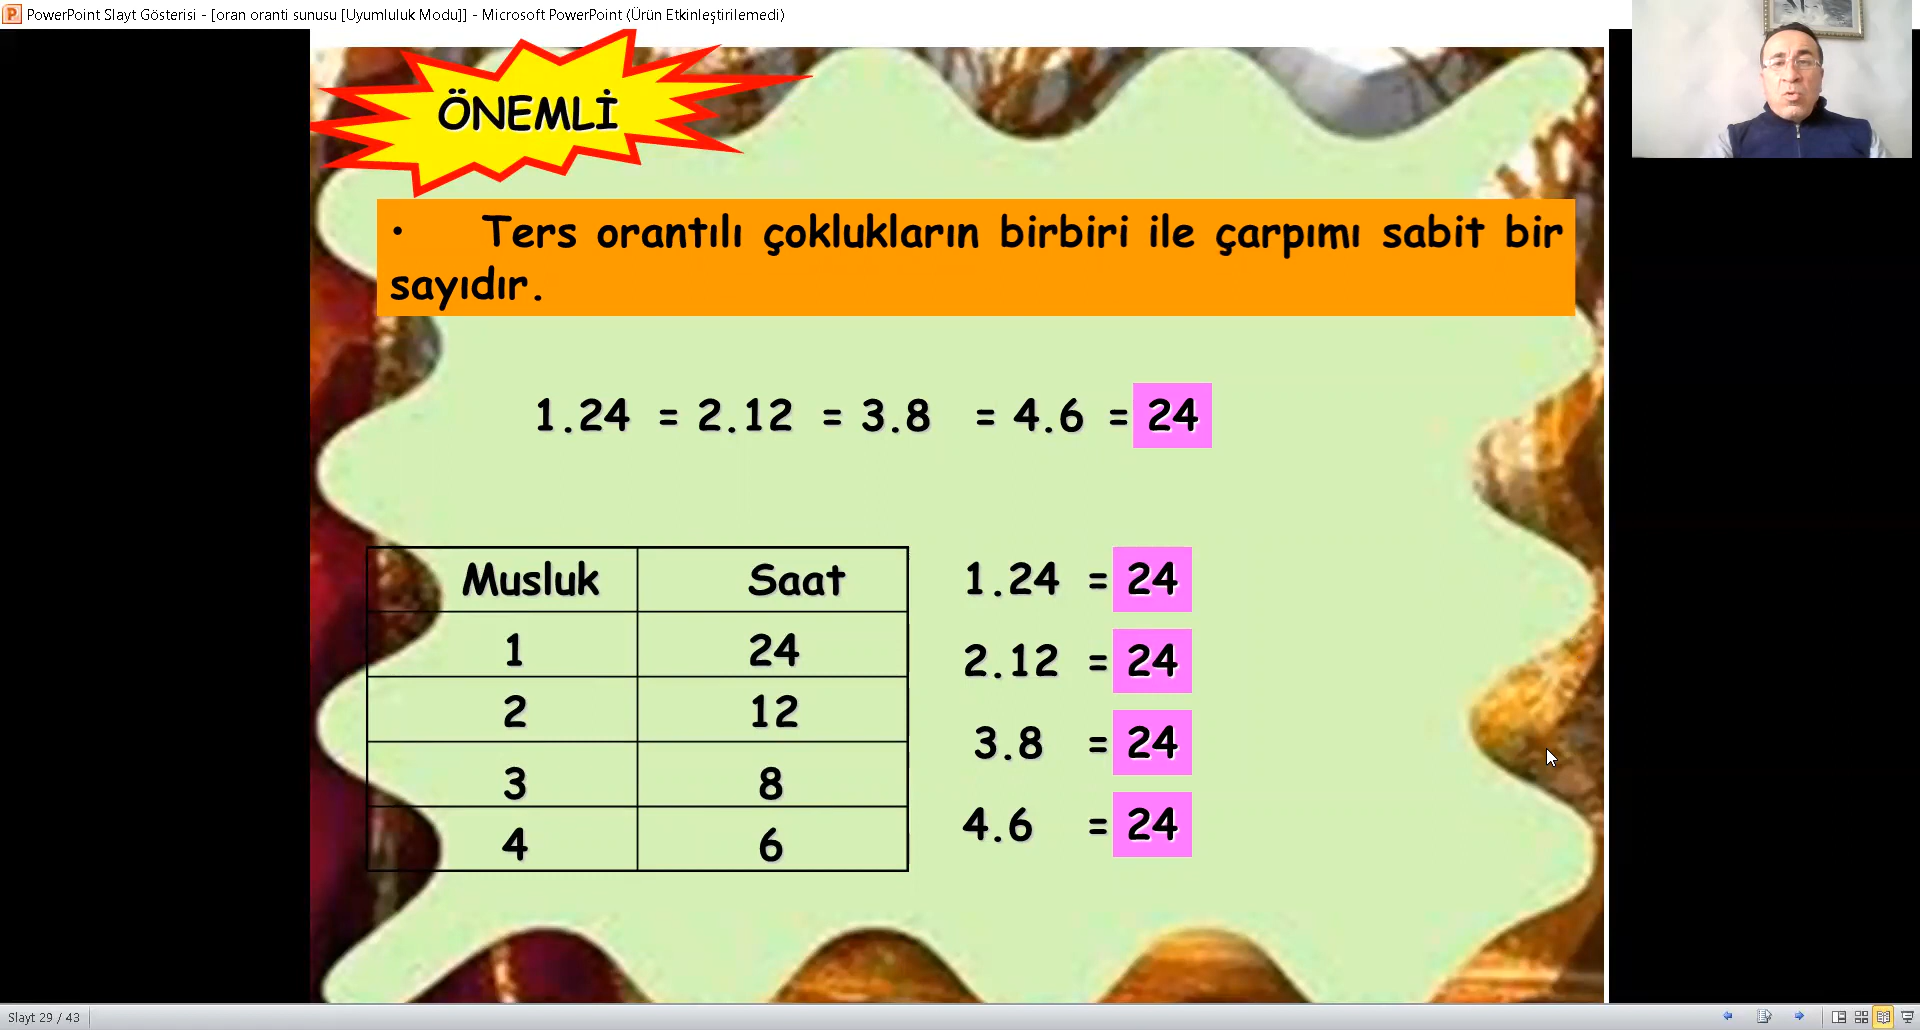 PowerPoint Slayt Gösterisi - [oran oranti sunusu [Uyumluluk Modu]] - Microsoft PowerPoint (Ürün Etkinleştirilemedi)
ÖNEMLİ
• Ters orantılı çoklukların birbiri ile çarpımı sabit bir
sayıdır.
1.24 = 2.12 = 3.8 = 4.6 = 24
Musluk Saat
1 24
2 12
3 8
4 6
1.24 = 24
2.12 = 24
3.8 = 24
4.6 = 24
Slayt 29 / 43